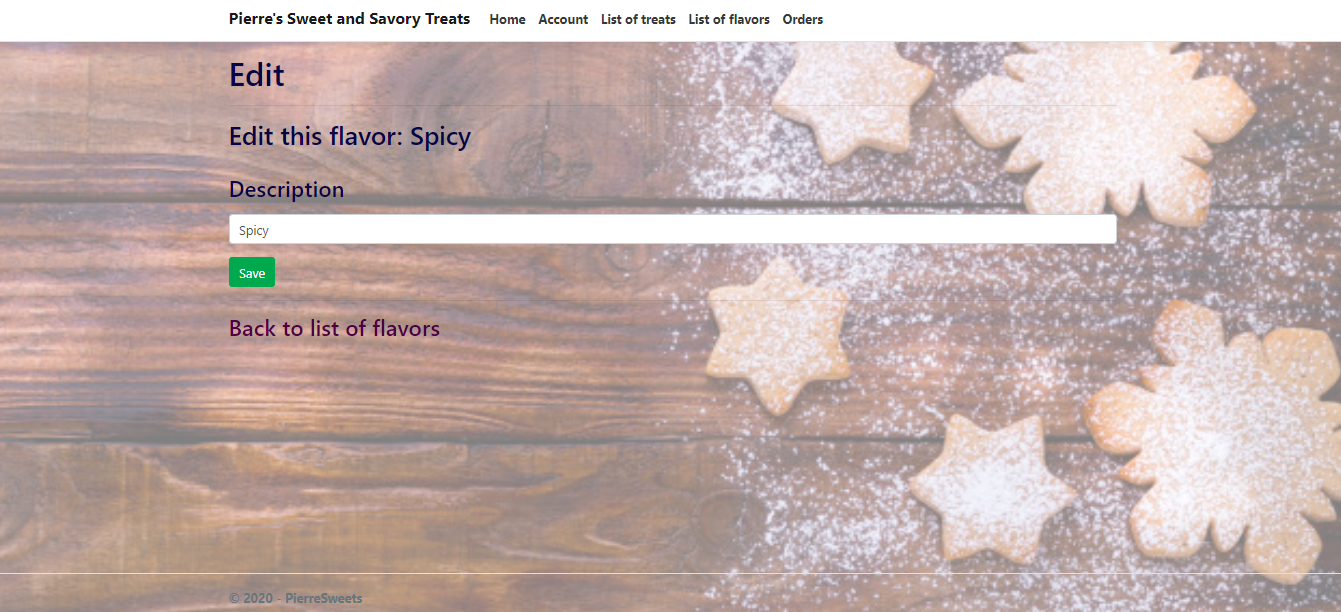 Pierre's Sweet and Savory Treats Home Account List of treats List of flavors Orders
Edit
Edit this flavor: Spicy
Description
Spicy
Save
Back to list of flavors
© 2020 - PierreSweets